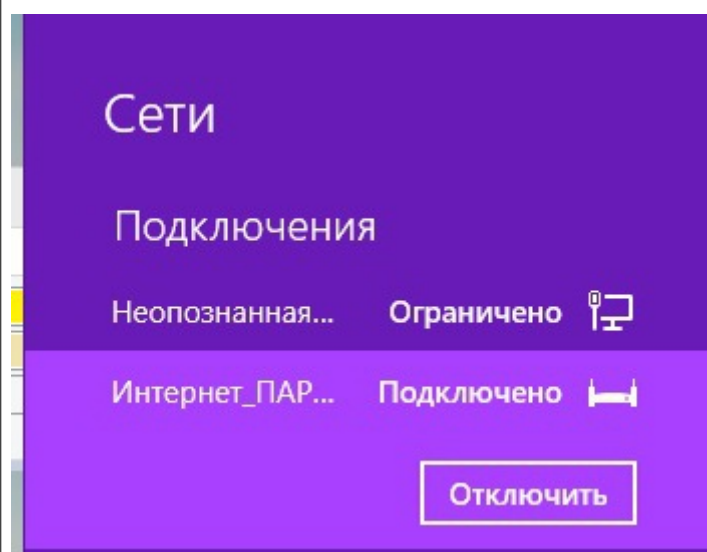 Сети
Подключения
Неопознанная... Ограничено
Интернет_ПАР... Подключено
Отключить